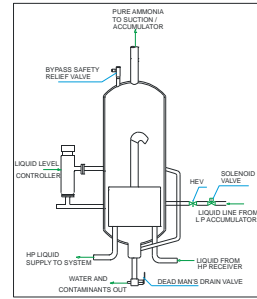 PURE AMMONIA
TO SUCTION /
ACCUMULATOR
BYPASS SAFETY
RELIEF VALVE
LIQUID LEVEL
CONTROLLER
SOLENOID
VALVE
HEV
LIQUID LINE FROM
L P ACCUMULATOR
HP LIQUID
SUPPLY TO SYSTEM
LIQUID FROM
HP RECEIVER
WATER AND
CONTAMINANTS OUT
DEAD MAN'S DRAIN VALVE